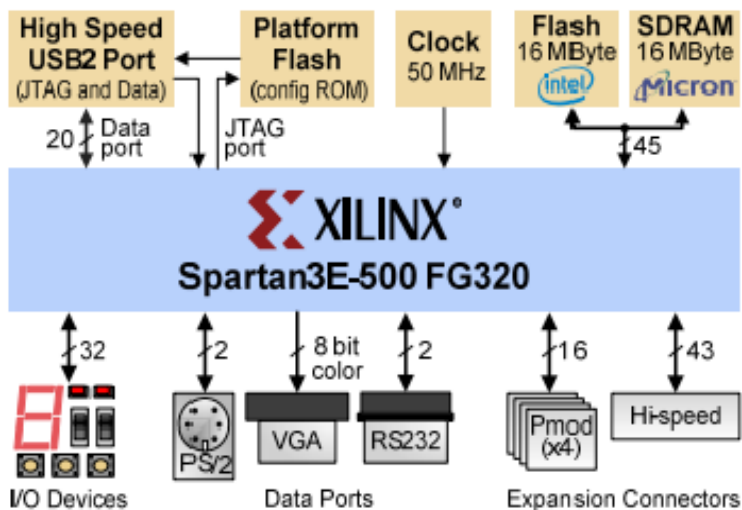 High Speed
USB2 Port
(JTAG and Data)
Platform
Flash
(config ROM)
Clock
50 MHz
Flash
16 MByte
intel
SDRAM
16 MByte
Micron
20
Data
port
JTAG
port
45
XILINX®
Spartan3E-500 FG320
32
2
8 bit
color
2
16
43
PS/2
VGA
RS232
Pmod
(x4)
Hi-speed
I/O Devices
Data Ports
Expansion Connectors